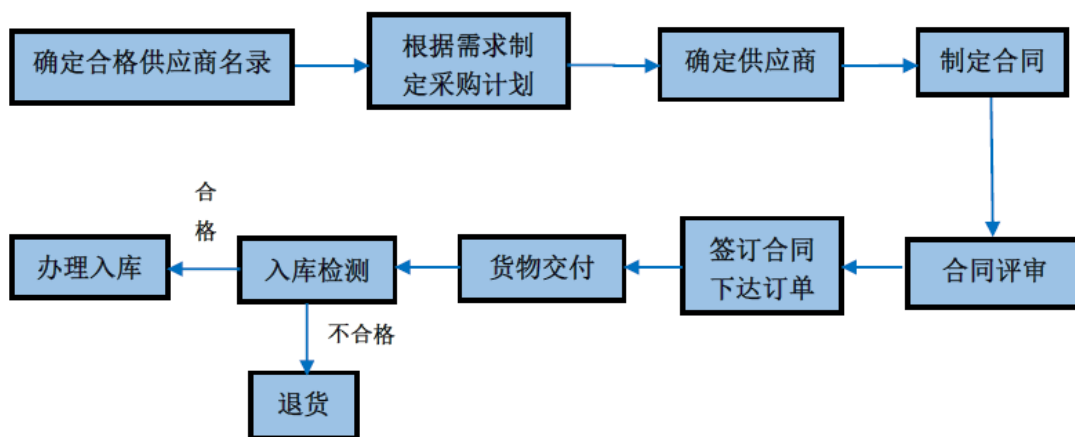 确定合格供应商名录
根据需求制
定采购计划
确定供应商
制定合同
合同评审
签订合同
下达订单
货物交付
入库检测
合
格
办理入库
不合格
退货